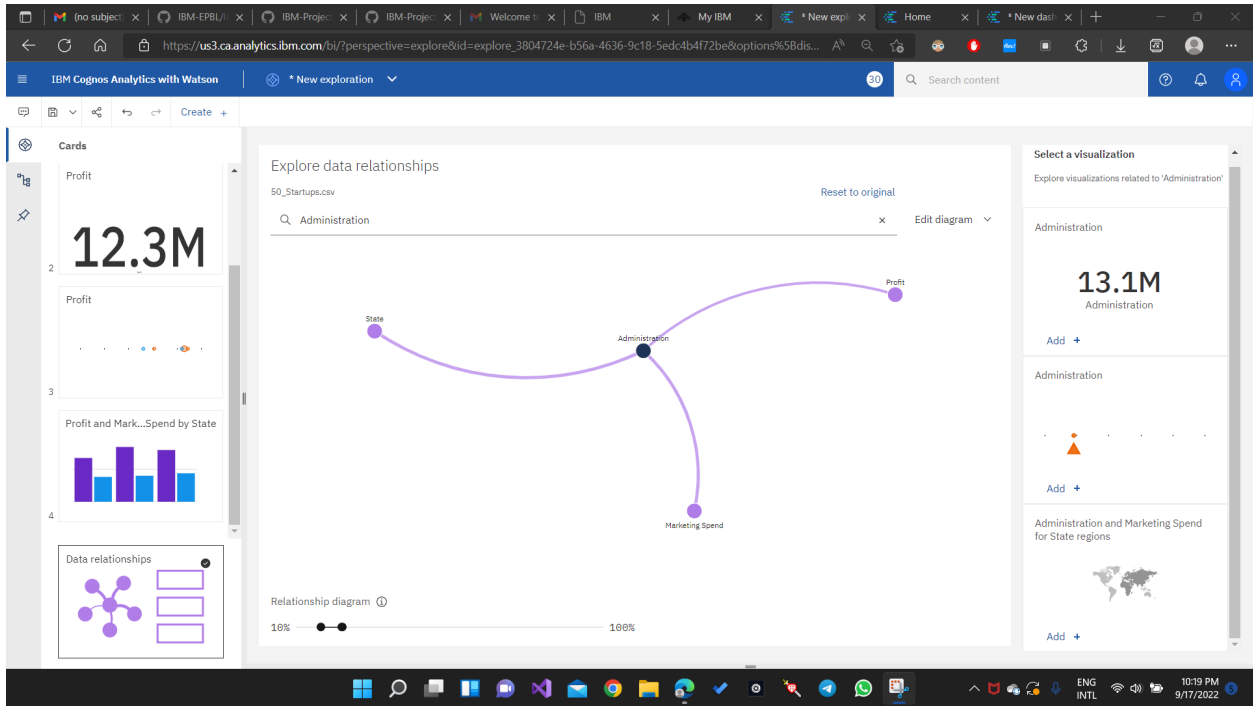 (no subject)
IBM-EPBL/I
IBM-Project
IBM-Project
Welcome to
IBM
My IBM
* New explo
Home
* New dash
https://us3.ca.analytics.ibm.com/bi/?perspective=explore&id=explore_3804724e-b56a-4636-9c18-5edc4b4f72be&options%5Bdis...
IBM Cognos Analytics with Watson
* New exploration
30
Search content
Create +
Cards
Profit
12.3M
2
Profit
3
Profit and Mark...Spend by State
4
Data relationships
Explore data relationships
50_Startups.csv
Reset to original
Administration
Edit diagram
State
Administration
Profit
Marketing Spend
Relationship diagram
10%
100%
Select a visualization
Explore visualizations related to 'Administration'
Administration
13.1M
Administration
Add +
Administration
Add +
Administration and Marketing Spend
for State regions
Add +
ENG
INTL
10:19 PM
9/17/2022
5